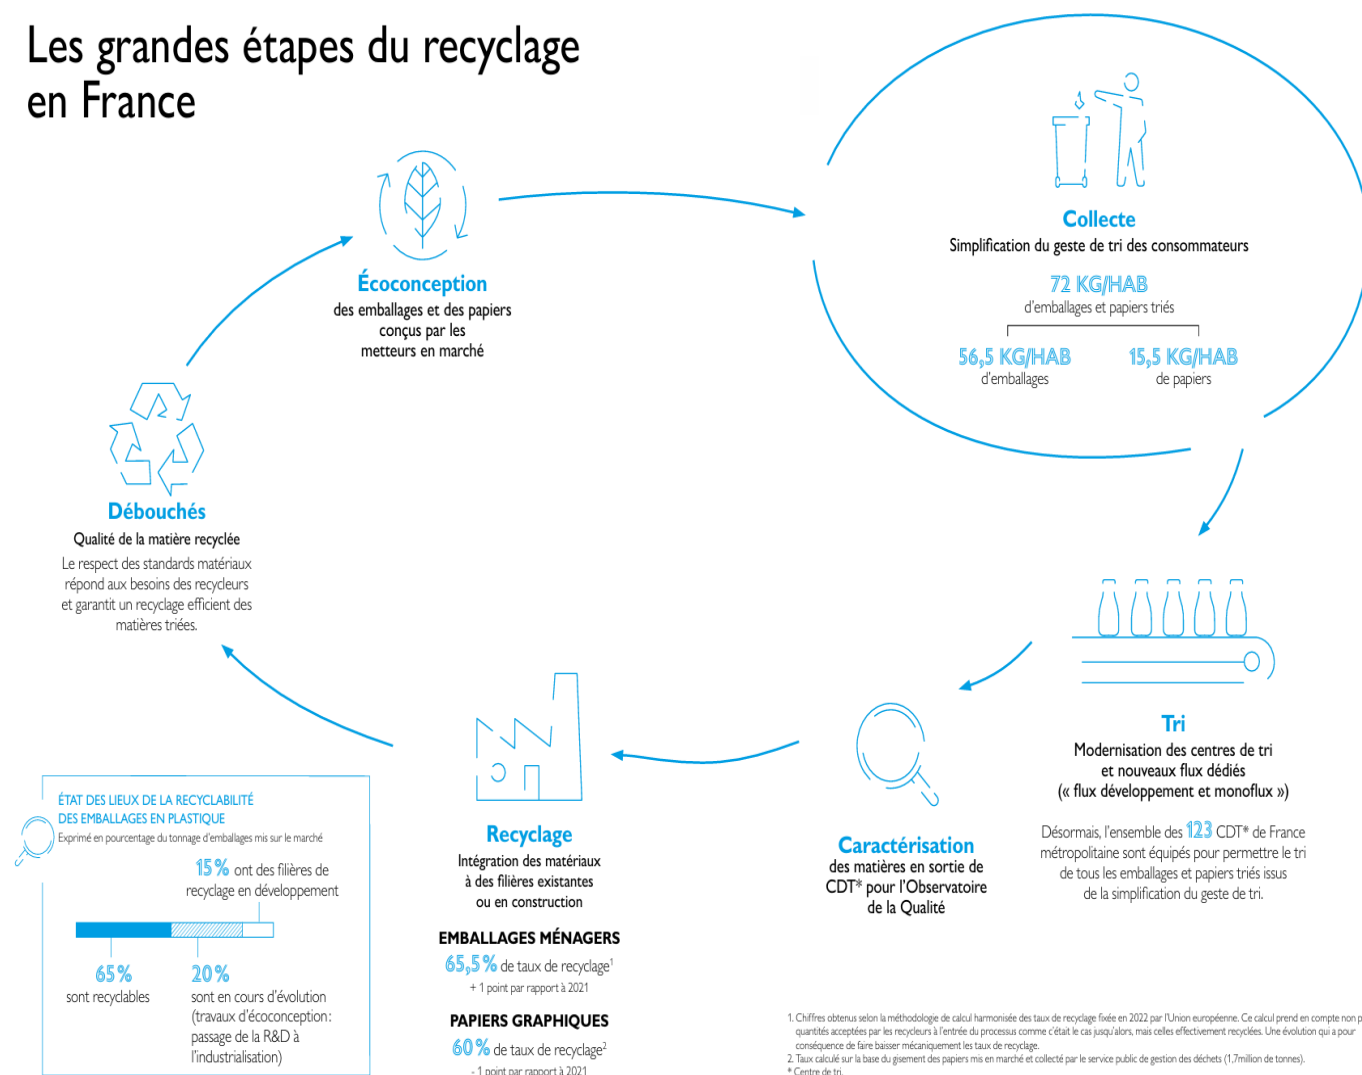 Les grandes étapes du recyclage
en France
Écoconception
des emballages et des papiers
conçus par les
metteurs en marché
Collecte
Simplification du geste de tri des consommateurs
72 KG/HAB
d'emballages et papiers triés
56,5 KG/HAB
d'emballages
15,5 KG/HAB
de papiers
Tri
Modernisation des centres de tri
et nouveaux flux dédiés
(« flux développement et monoflux »)
Désormais, l'ensemble des 123 CDT* de France
métropolitaine sont équipés pour permettre le tri
de tous les emballages et papiers triés issus
de la simplification du geste de tri.
Caractérisation
des matières en sortie de
CDT* pour l'Observatoire
de la Qualité
Recyclage
Intégration des matériaux
à des filières existantes
ou en construction
EMBALLAGES MÉNAGERS
65,5 % de taux de recyclage1
+ 1 point par rapport à 2021
PAPIERS GRAPHIQUES
60 % de taux de recyclage2
- 1 point par rapport à 2021
Débouchés
Qualité de la matière recyclée
Le respect des standards matériaux
répond aux besoins des recycleurs
et garantit un recyclage efficient des
matières triées.
ÉTAT DES LIEUX DE LA RECYCLABILITÉ
DES EMBALLAGES EN PLASTIQUE
Exprimé en pourcentage du tonnage d'emballages mis sur le marché
15 % ont des filières de
recyclage en développement
65 %
sont recyclables
20 %
sont en cours d'évolution
(travaux d'écoconception :
passage de la R&D à
l'industrialisation)
1. Chiffres obtenus selon la méthodologie de calcul harmonisée des taux de recyclage fixée en 2022 par l'Union européenne. Ce calcul prend en compte non p
quantités acceptées par les recycleurs à l'entrée du processus comme c'était le cas jusqu'alors, mais celles effectivement recyclées. Une évolution qui a pour
conséquence de faire baisser mécaniquement les taux de recyclage.
2. Taux calculé sur la base du gisement des papiers mis en marché et collecté par le service public de gestion des déchets (1,7million de tonnes).
* Centre de tri.